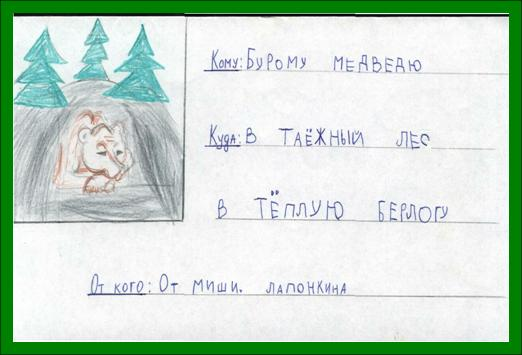 Кому: Бурому медведю
Куда: В таёжный лес
в тёплую берлогу
От кого: От Миши. Лапонкина